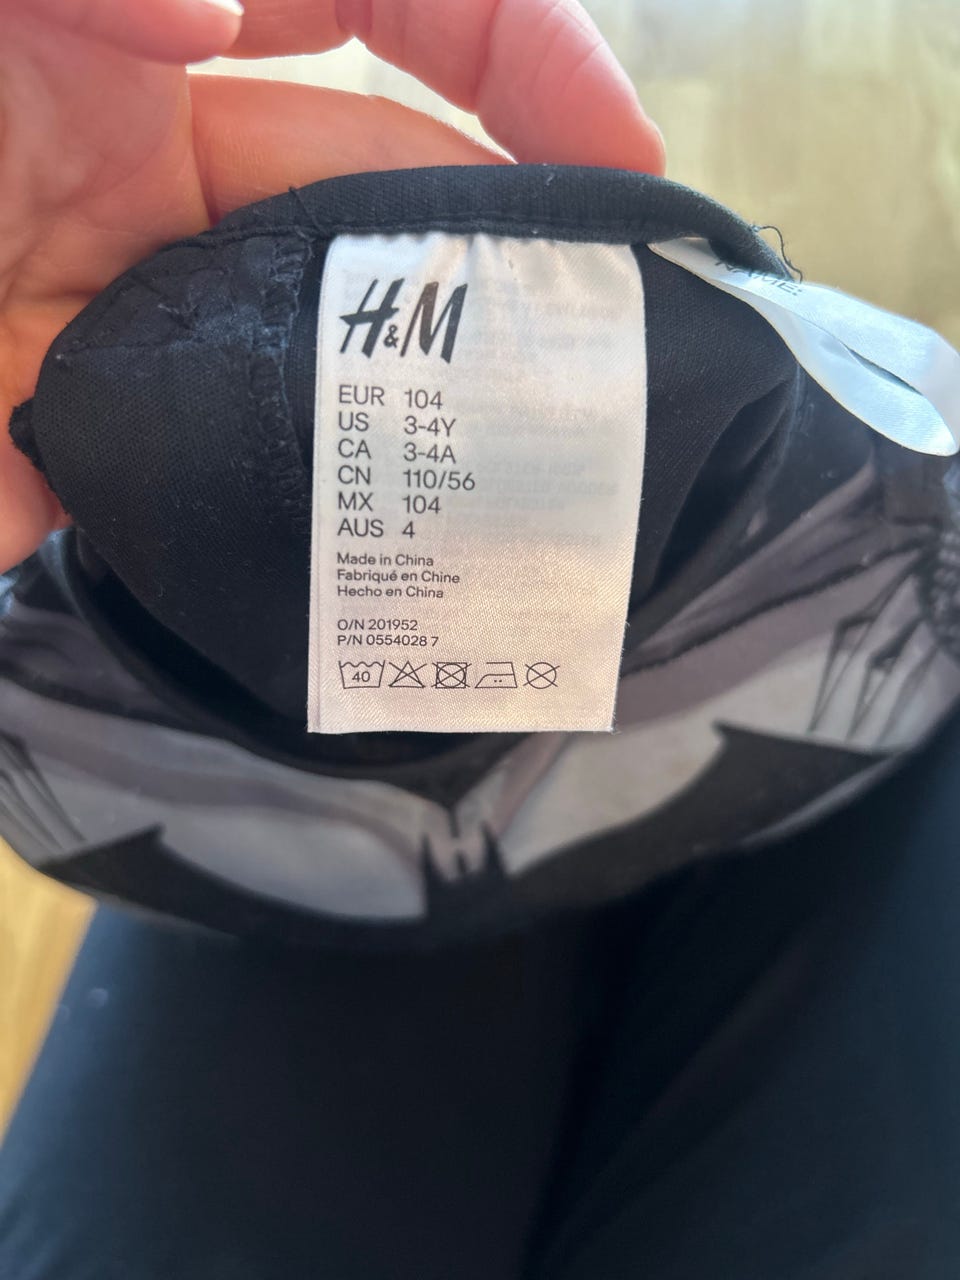 H&M
EUR 104
US 3-4Y
CA 3-4A
CN 110/56
MX 104
AUS 4
Made in China
Fabriqué en Chine
Hecho en China
O/N 201952
P/N 0554028 7
40
NAME: